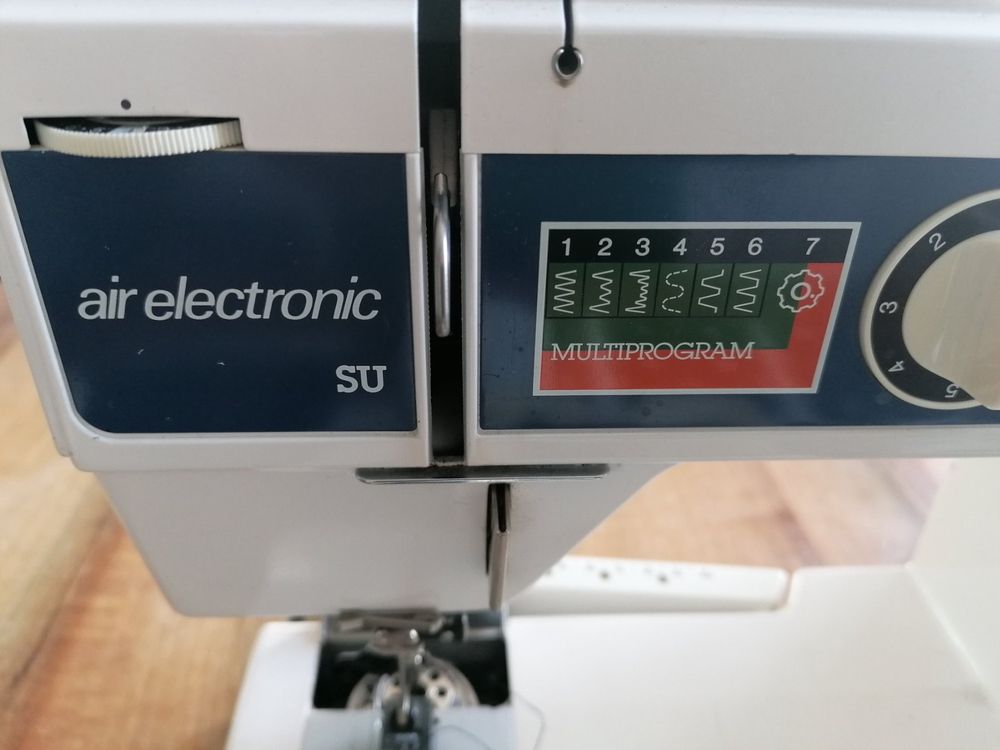 air electronic
SU
1 2 3 4 5 6 7
MULTIPROGRAM
2
3
4
5